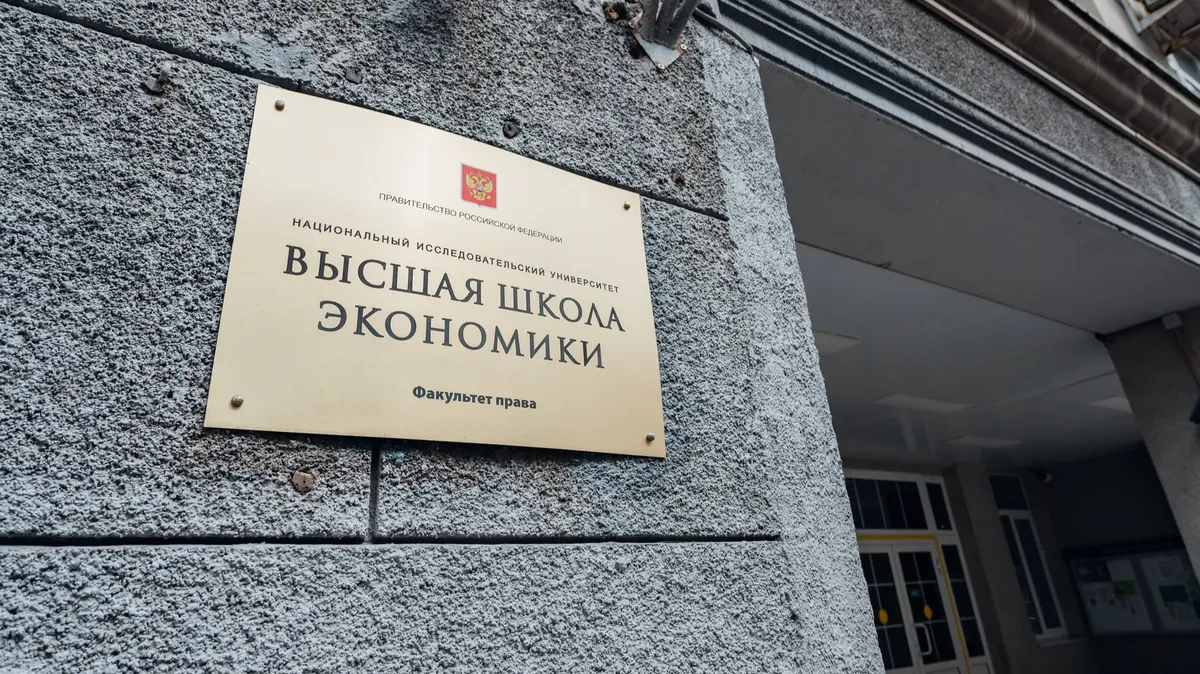 ПРАВИТЕЛЬСТВО РОССИЙСКОЙ ФЕДЕРАЦИИ
НАЦИОНАЛЬНЫЙ ИССЛЕДОВАТЕЛЬСКИЙ УНИВЕРСИТЕТ
ВЫСШАЯ ШКОЛА
ЭКОНОМИКИ
Факультет права